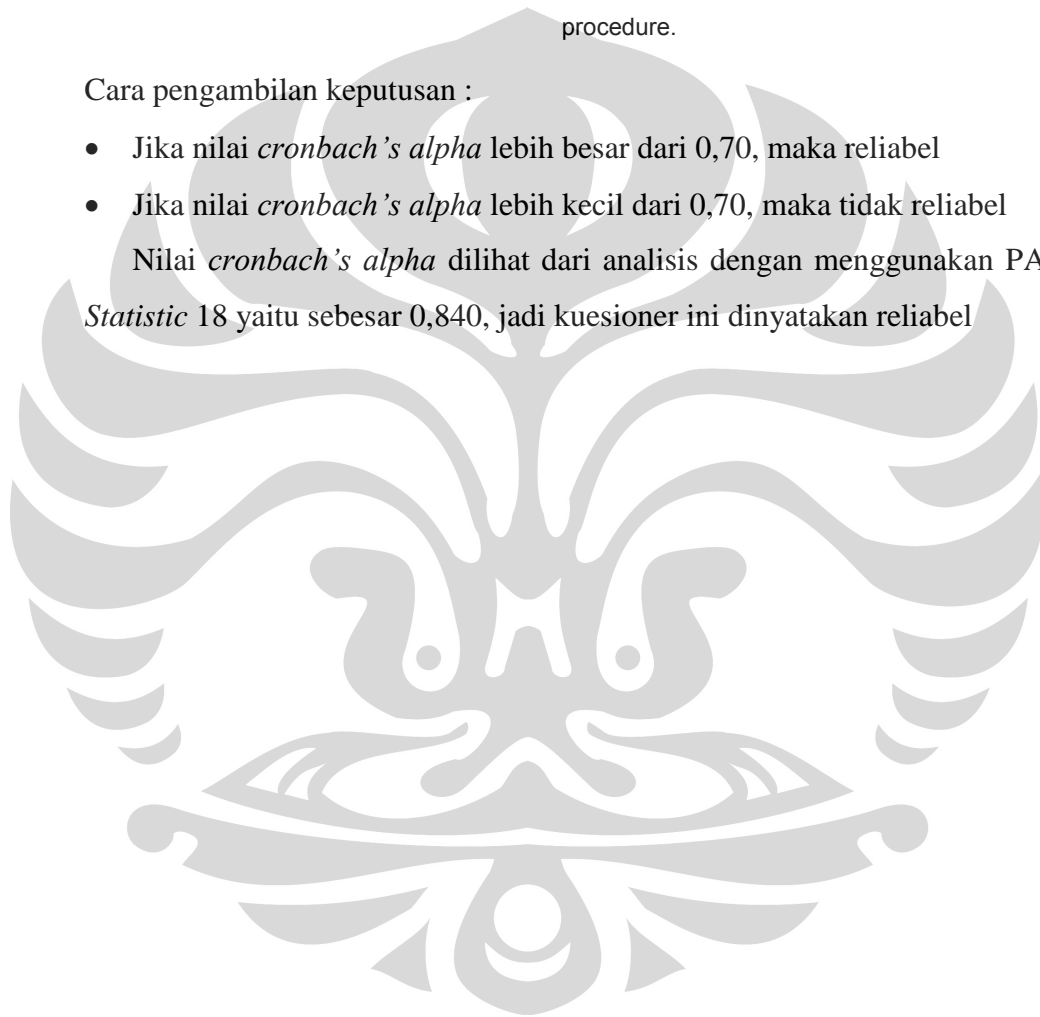 procedure.
Cara pengambilan keputusan :
• Jika nilai cronbach's alpha lebih besar dari 0,70, maka reliabel
• Jika nilai cronbach's alpha lebih kecil dari 0,70, maka tidak reliabel
Nilai cronbach's alpha dilihat dari analisis dengan menggunakan PA
Statistic 18 yaitu sebesar 0,840, jadi kuesioner ini dinyatakan reliabel